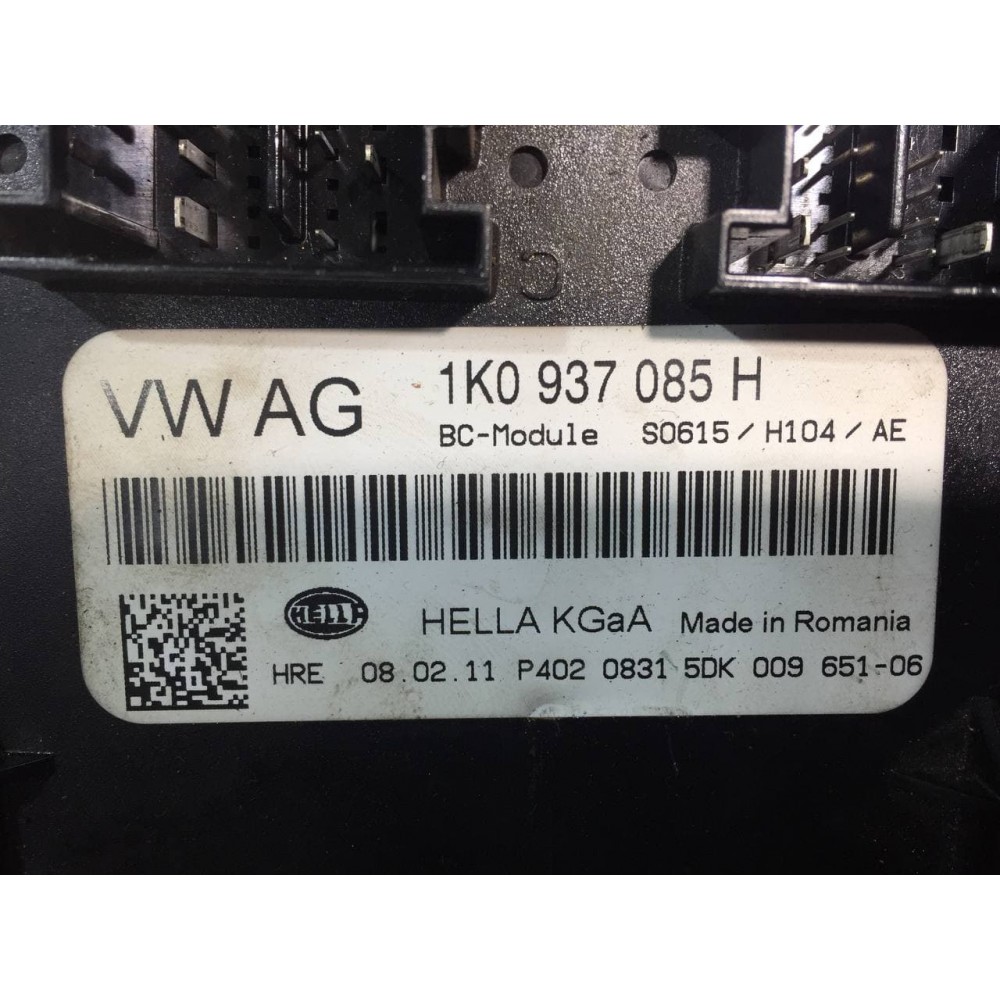 C
VW AG 1K0 937 085 H
BC-Module S0615 / H104 / AE
HELLA HELLA KGaA Made in Romania
HRE 08.02.11 P402 0831 5DK 009 651-06